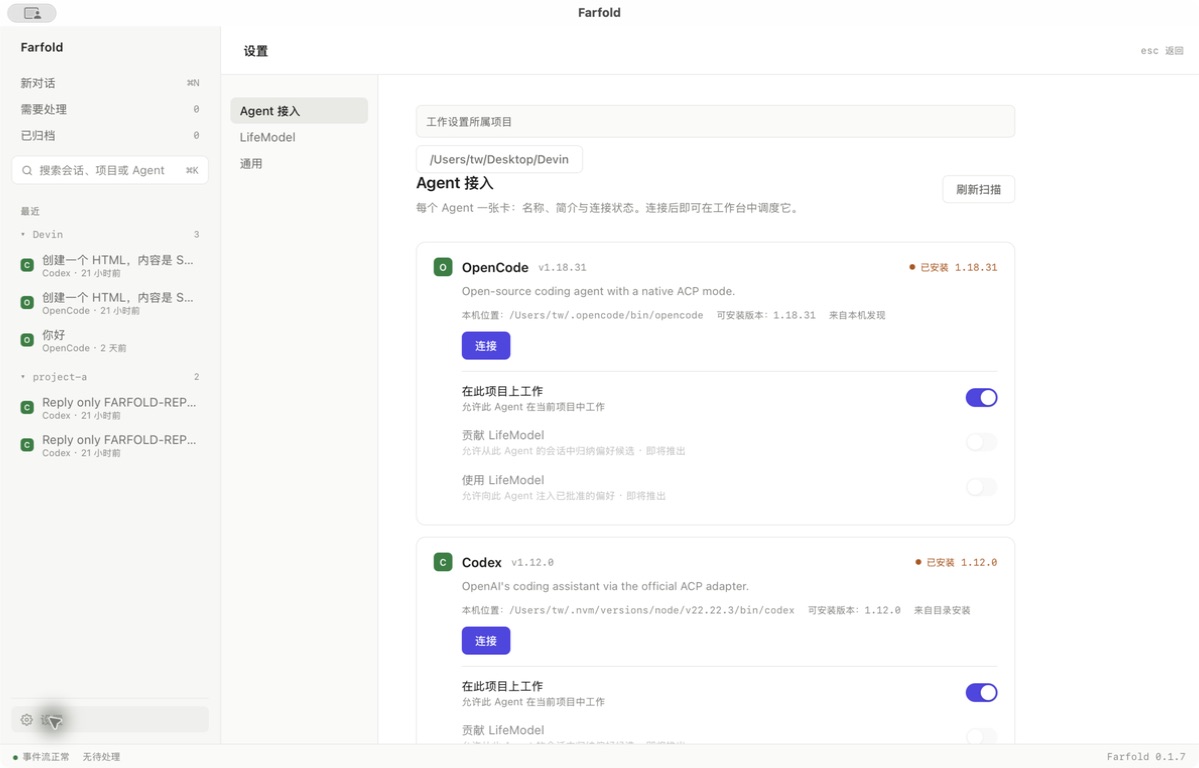 Farfold
Farfold
新对话 ⌘N
需要处理 0
已归档 0
搜索会话、项目或 Agent ⌘K
最近
Devin 3
C 创建一个 HTML，内容是 S...
Codex · 21 小时前
O 创建一个 HTML，内容是 S...
OpenCode · 21 小时前
O 你好
OpenCode · 2 天前
project-a 2
C Reply only FARFOLD-REP...
Codex · 21 小时前
C Reply only FARFOLD-REP...
Codex · 21 小时前
设置 esc 返回
Agent 接入
LifeModel
通用
工作设置所属项目
/Users/tw/Desktop/Devin
Agent 接入
刷新扫描
每个 Agent 一张卡：名称、简介与连接状态。连接后即可在工作台中调度它。
O OpenCode v1.18.31 已安装 1.18.31
Open-source coding agent with a native ACP mode.
本机位置：/Users/tw/.opencode/bin/opencode 可安装版本：1.18.31 来自本机发现
连接
在此项目上工作
允许此 Agent 在当前项目中工作
贡献 LifeModel
允许从此 Agent 的会话中归纳偏好候选 · 即将推出
使用 LifeModel
允许向此 Agent 注入已批准的偏好 · 即将推出
C Codex v1.12.0 已安装 1.12.0
OpenAI's coding assistant via the official ACP adapter.
本机位置：/Users/tw/.nvm/versions/node/v22.22.3/bin/codex 可安装版本：1.12.0 来自目录安装
连接
在此项目上工作
允许此 Agent 在当前项目中工作
贡献 LifeModel
事件流正常 无待处理 Farfold 0.1.7